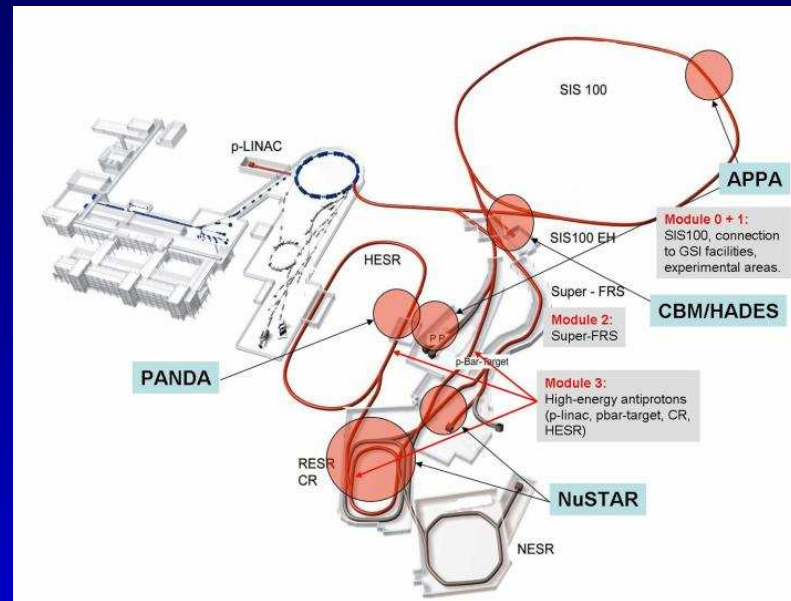 SIS 100
p-LINAC
APPA
Module 0 + 1:
SIS100, connection
to GSI facilities,
experimental areas.
SIS100 EH
HESR
Super - FRS
CBM/HADES
Module 2:
Super-FRS
P P
p-Bar-Target
PANDA
Module 3:
High-energy antiprotons
(p-linac, pbar-target, CR,
HESR)
RESR
CR
NuSTAR
NESR